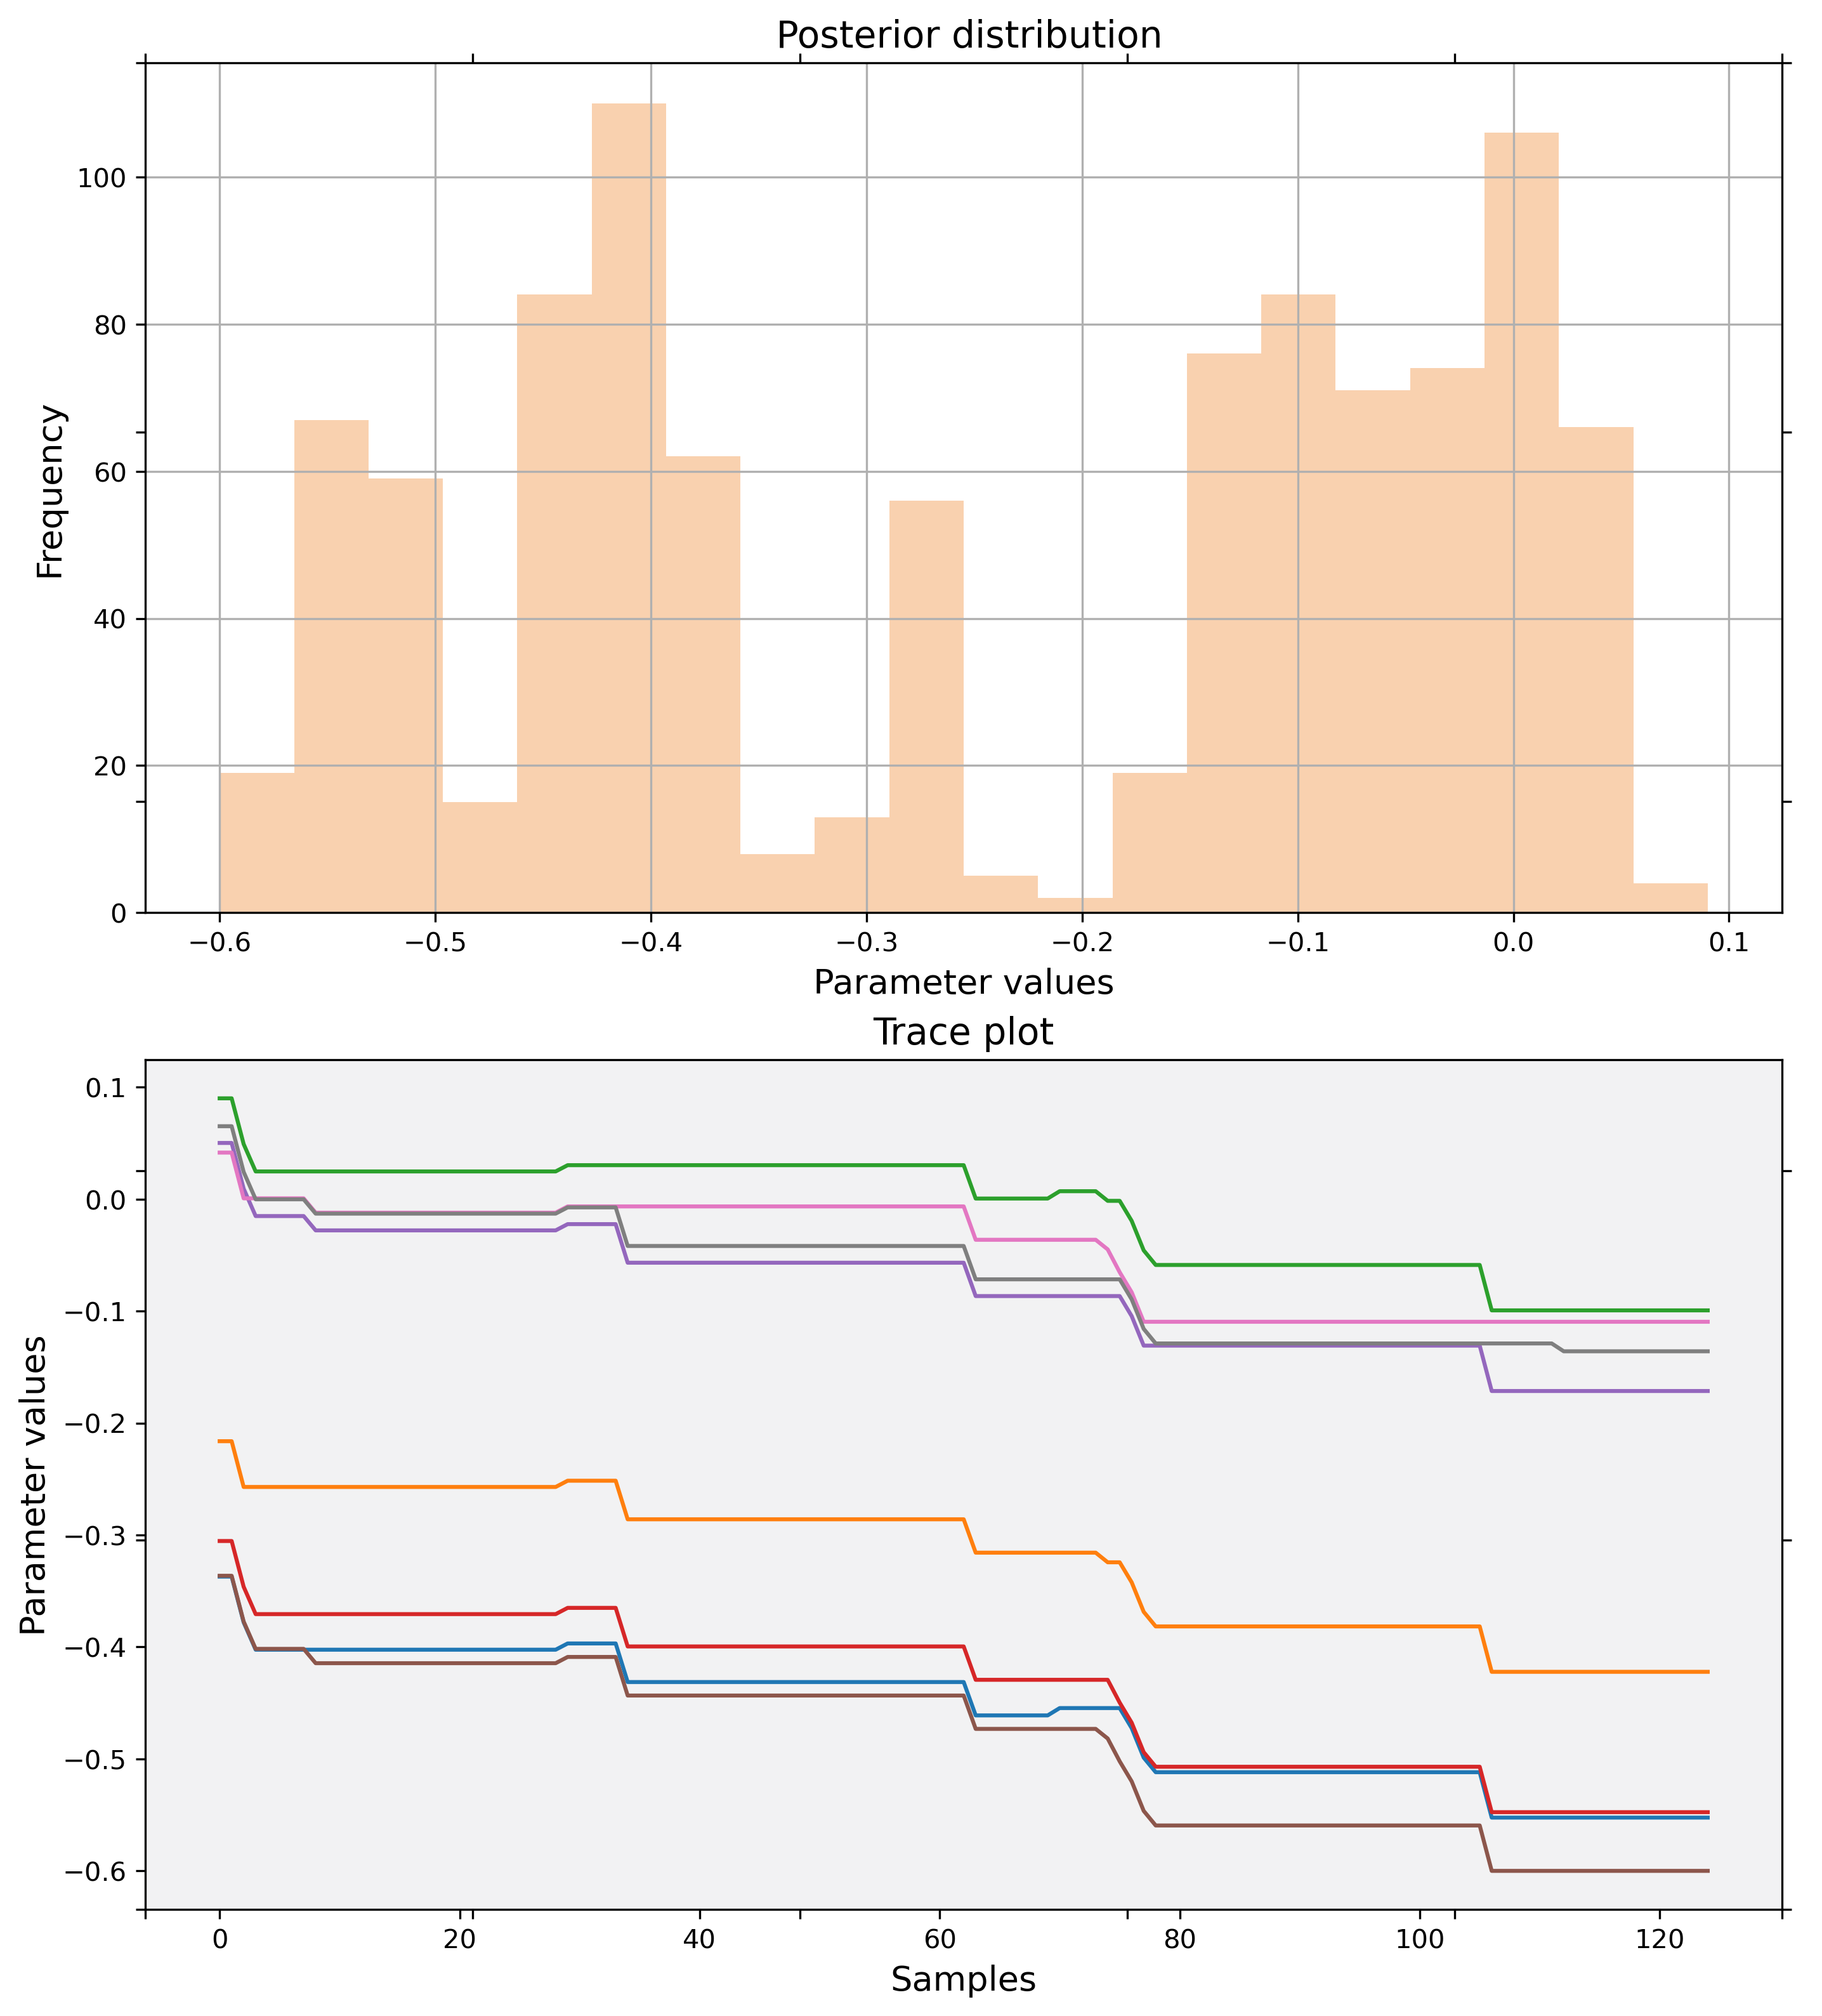 Posterior distribution
100
80
60
40
20
0
Frequency
−0.6 −0.5 −0.4 −0.3 −0.2 −0.1 0.0 0.1
Parameter values
Trace plot
0.1
0.0
−0.1
−0.2
−0.3
−0.4
−0.5
−0.6
Parameter values
0 20 40 60 80 100 120
Samples